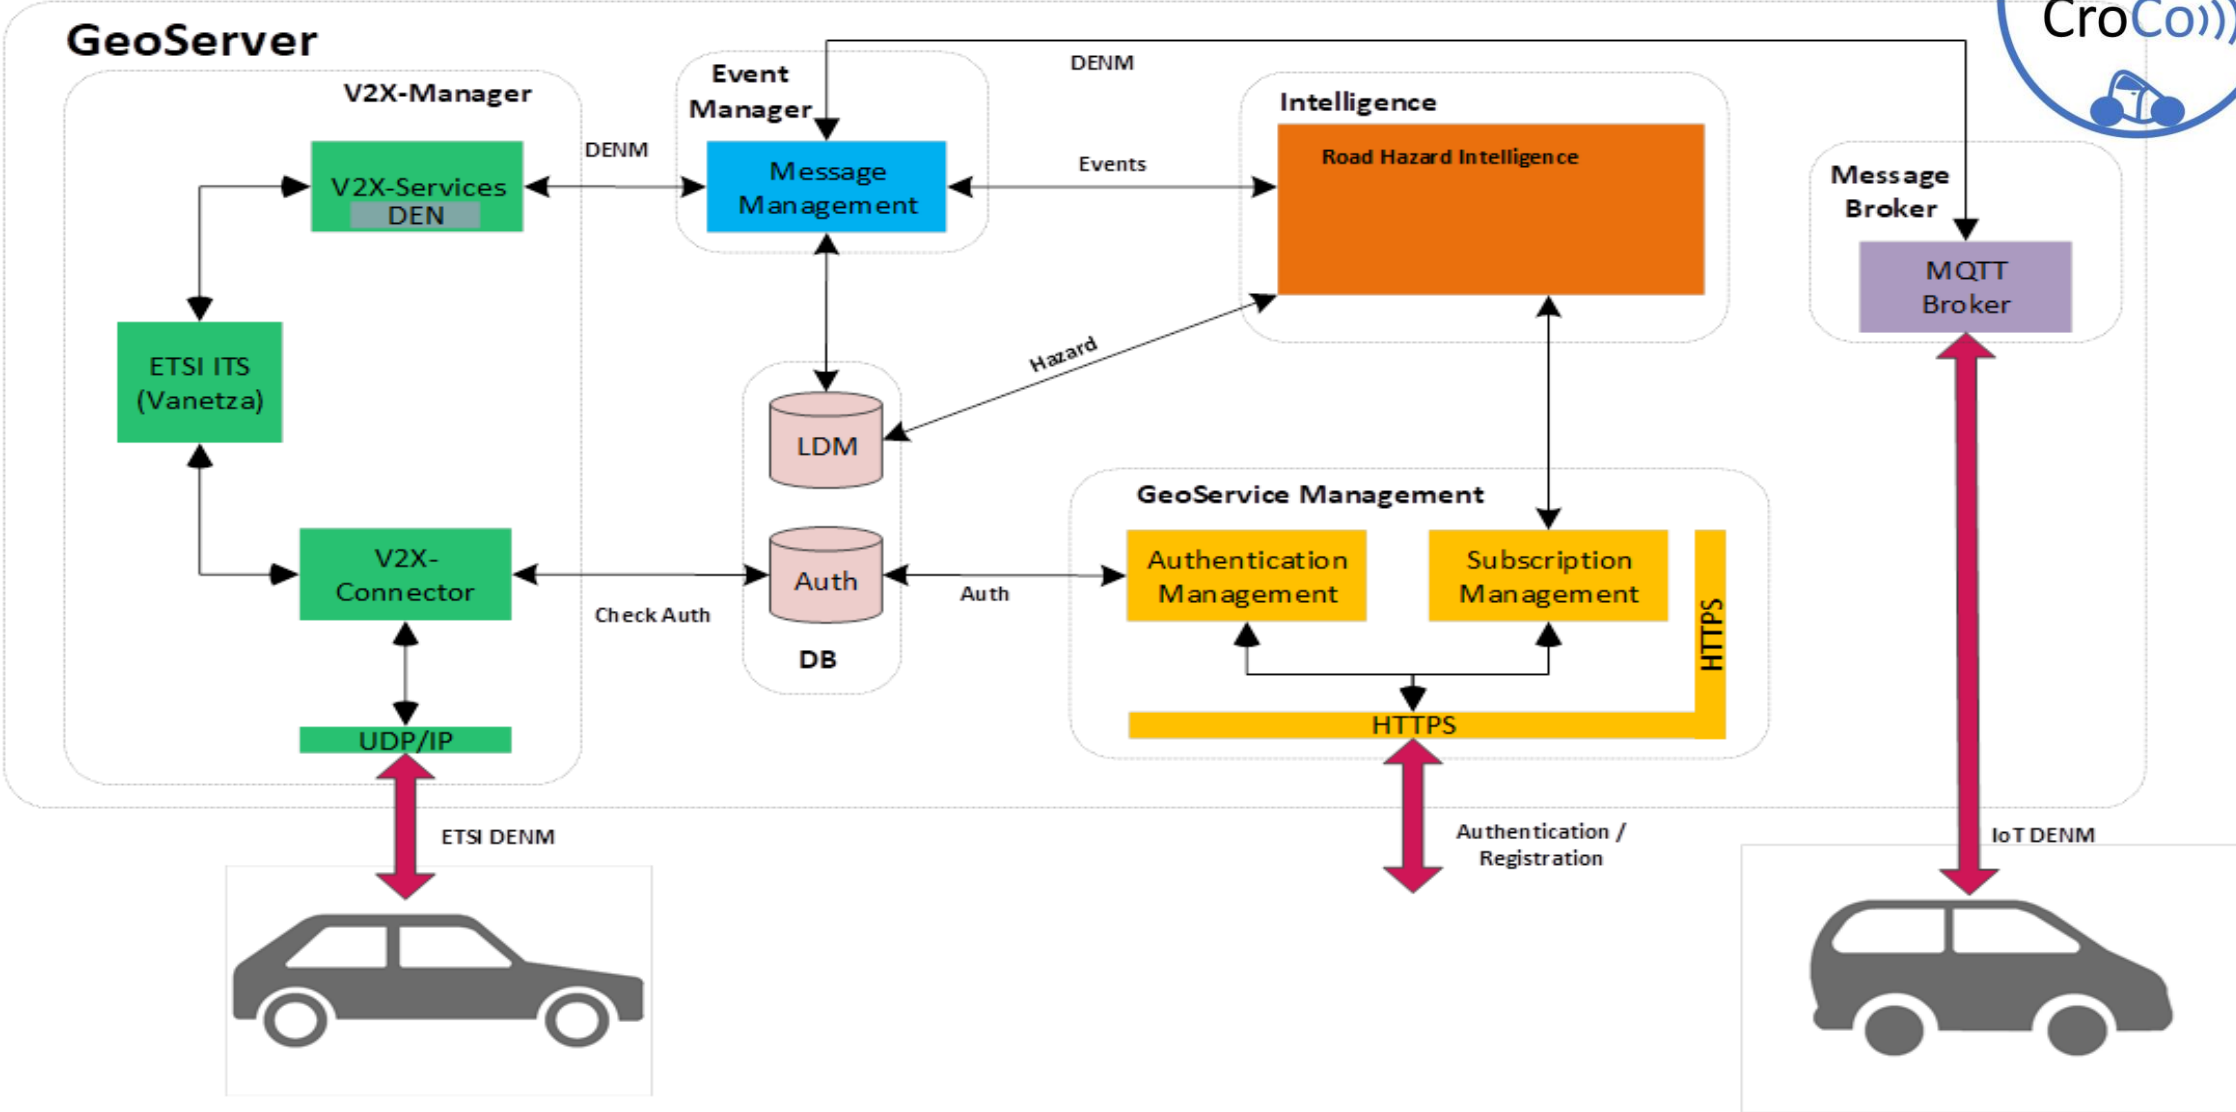 GeoServer
CroCo
V2X-Manager
Event
Manager
DENM
Intelligence
Road Hazard Intelligence
Message
Broker
V2X-Services
DEN
DENM
Message
Management
Events
MQTT
Broker
ETSI ITS
(Vanetza)
Hazard
LDM
GeoService Management
V2X-
Connector
Check Auth
Auth
DB
Auth
Authentication
Management
Subscription
Management
HTTPS
HTTPS
UDP/IP
ETSI DENM
Authentication /
Registration
IoT DENM